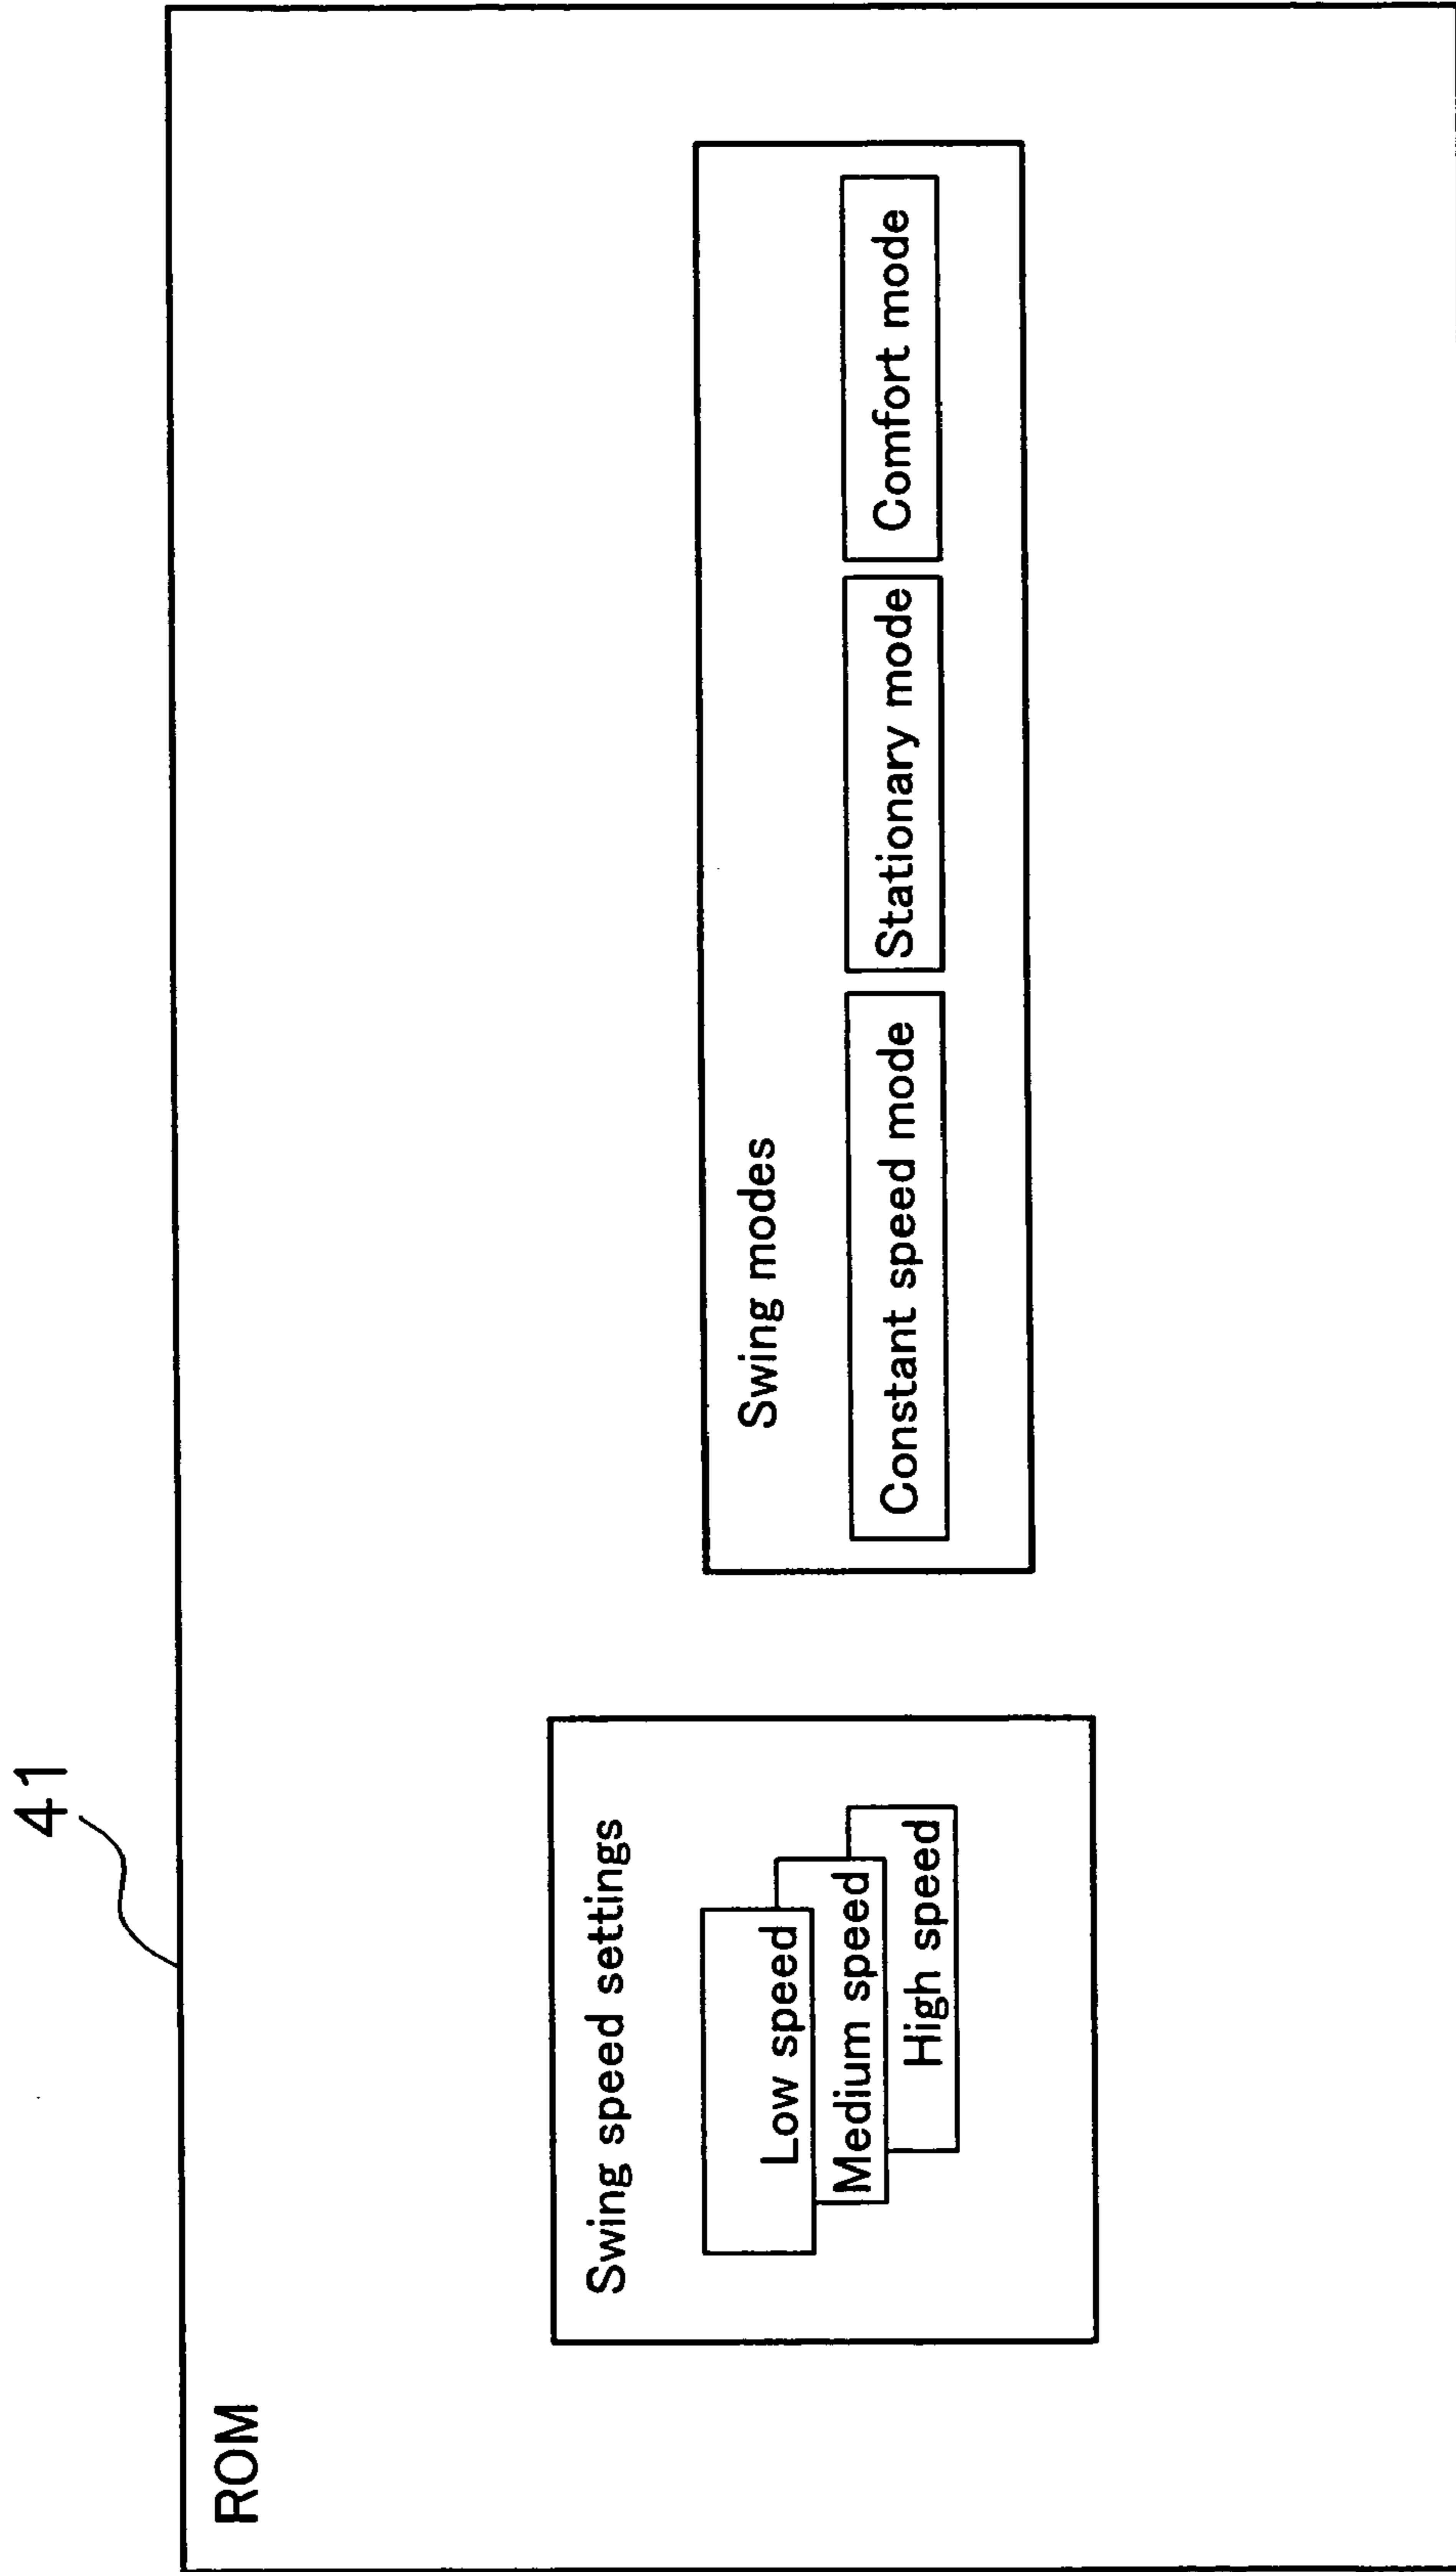 41
ROM
Swing speed settings
Low speed
Medium speed
High speed
Swing modes
Constant speed mode
Stationary mode
Comfort mode